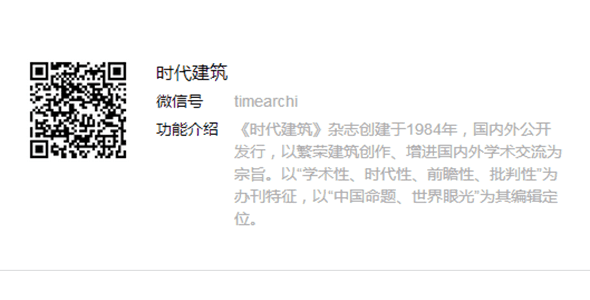 时代建筑
微信号 timearchi
功能介绍 《时代建筑》杂志创建于1984年，国内外公开
发行，以繁荣建筑创作、增进国内外学术交流为
宗旨。以“学术性、时代性、前瞻性、批判性”为
办刊特征，以“中国命题、世界眼光”为其编辑定
位。